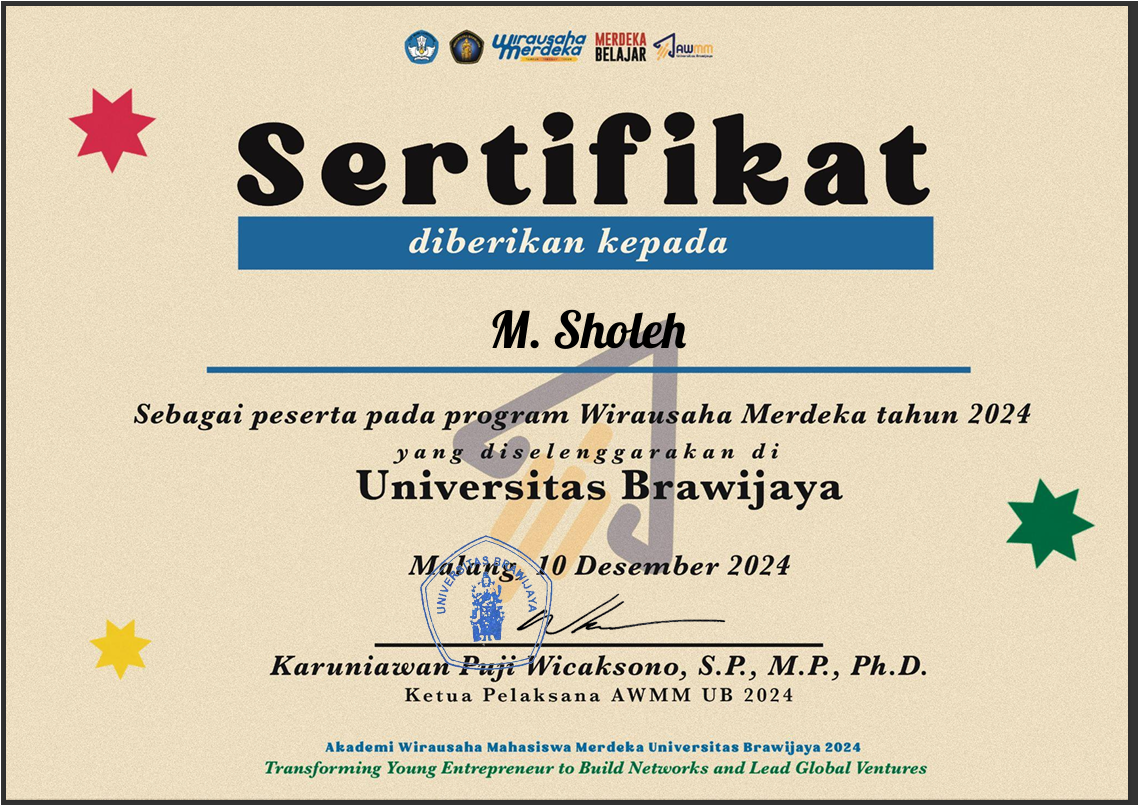 Wirausaha Merdeka
MERDEKA BELAJAR
AWMM
Sertifikat
diberikan kepada
M. Sholeh
Sebagai peserta pada program Wirausaha Merdeka tahun 2024
yang diselenggarakan di
Universitas Brawijaya
Malang, 10 Desember 2024
UNIVERSITAS BRAWIJAYA
Karuniawan Puji Wicaksono, S.P., M.P., Ph.D.
Ketua Pelaksana AWMM UB 2024
Akademi Wirausaha Mahasiswa Merdeka Universitas Brawijaya 2024
Transforming Young Entrepreneur to Build Networks and Lead Global Ventures